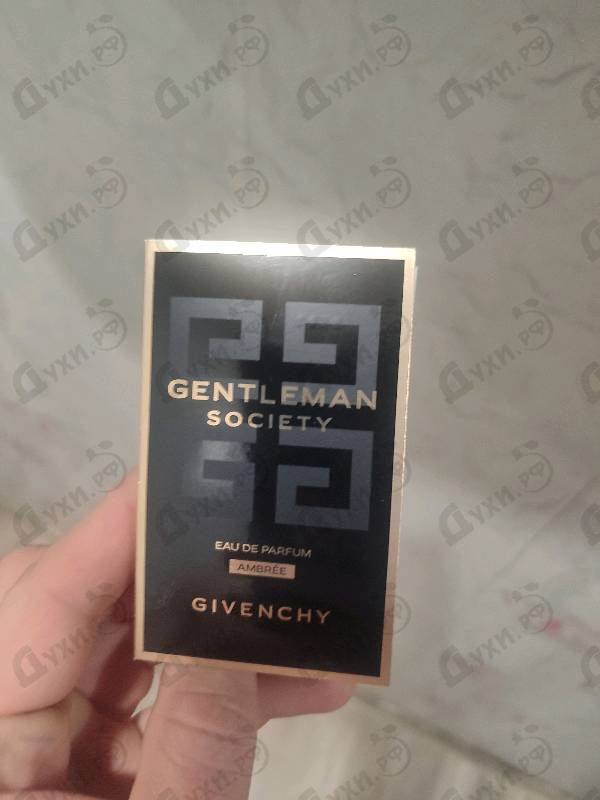 GENTLEMAN
SOCIETY
EAU DE PARFUM
AMBRÉE
GIVENCHY
Духи.рф